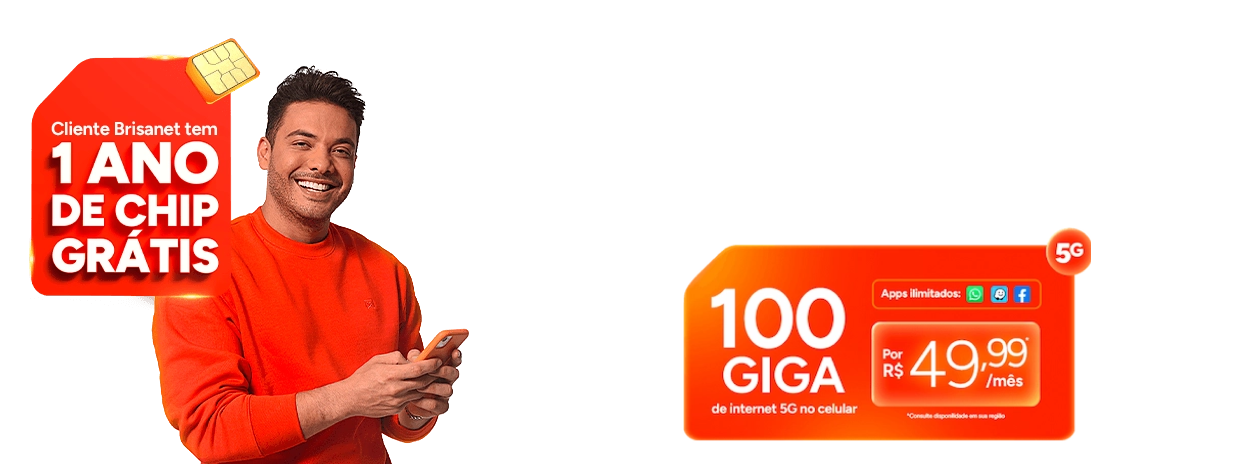 Cliente Brisanet tem
1 ANO
DE CHIP
GRÁTIS
5G
100
GIGA
de internet 5G no celular
Apps ilimitados:
Por
R$ 49,99*
/mês
*Consulte disponibilidade em sua região